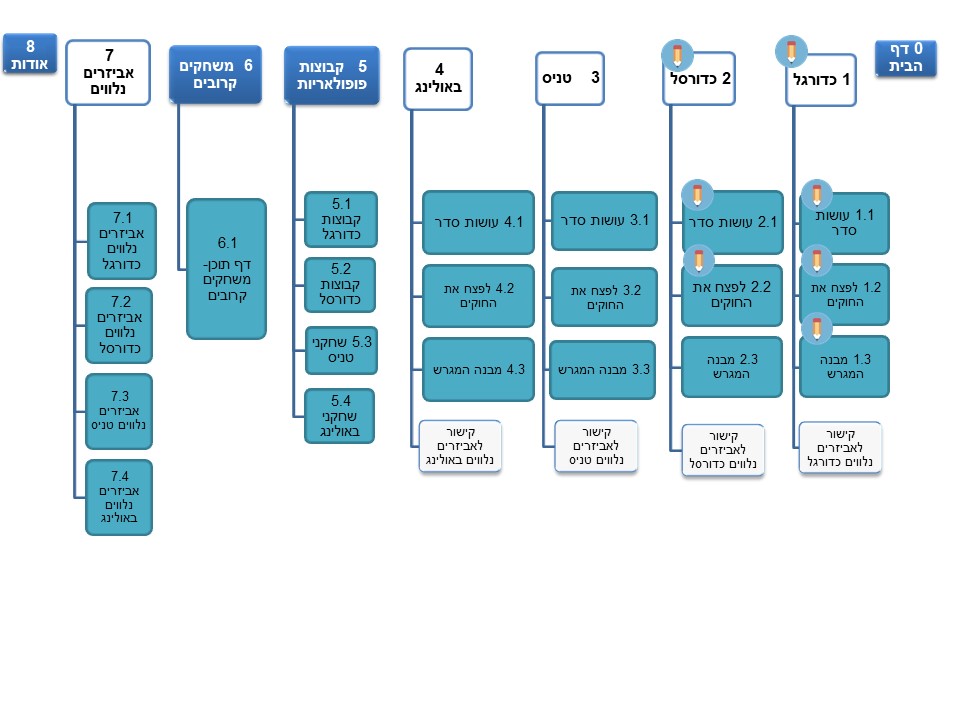 0 דף
הבית
1 כדורגל
1.1 עושות
סדר
1.2 לפצח את
החוקים
1.3 מבנה
המגרש
קישור
לאביזרים
נלווים כדורגל
2 כדורסל
2.1 עושות סדר
2.2 לפצח את
החוקים
2.3 מבנה
המגרש
קישור
לאביזרים
נלווים כדורסל
3 טניס
3.1 עושות סדר
3.2 לפצח את
החוקים
3.3 מבנה המגרש
קישור
לאביזרים
נלווים טניס
4
באולינג
4.1 עושות סדר
4.2 לפצח את
החוקים
4.3 מבנה המגרש
קישור
לאביזרים
נלווים באולינג
5 קבוצות
פופולאריות
5.1
קבוצות
כדורגל
5.2
קבוצות
כדורסל
5.3 שחקני
טניס
5.4
שחקני
באולינג
6 משחקים
קרובים
6.1
דף תוכן-
משחקים
קרובים
7
אביזרים
נלווים
7.1
אביזרים
נלווים
כדורגל
7.2
אביזרים
נלווים
כדורסל
7.3
אביזרים
נלווים טניס
7.4
אביזרים
נלווים
באולינג
8
אודות